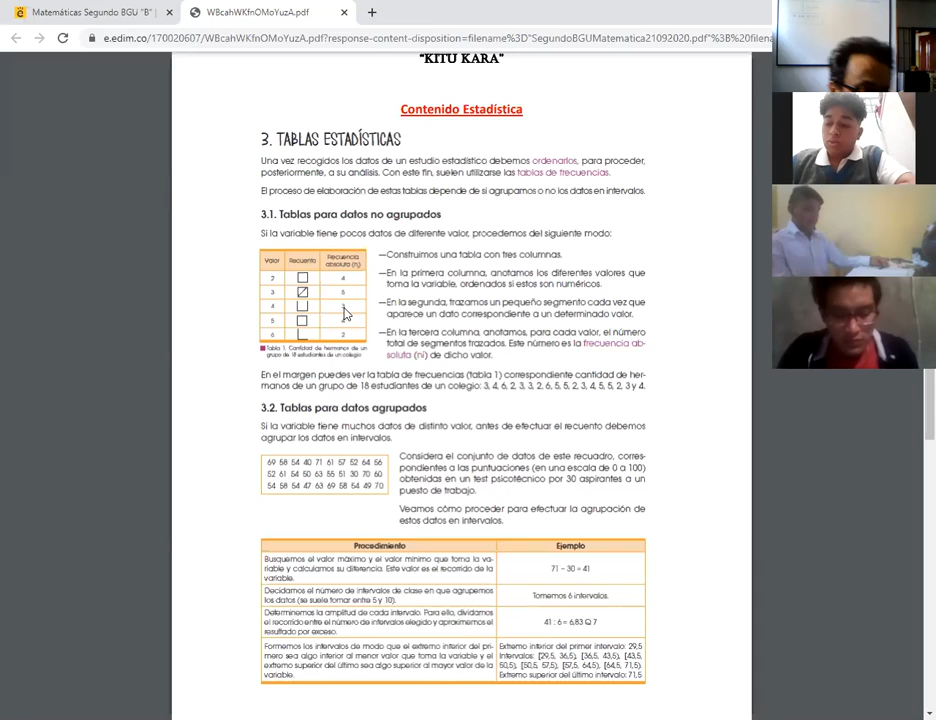 Matemáticas Segundo BGU "B" |
WBcahWKfnOMoYuzA.pdf
e.edim.co/170020607/WBcahWKfnOMoYuzA.pdf?response-content-disposition=filename%3D"SegundoBGUMatematica21092020.pdf"%3B%20filena
"KITU KARA"
Contenido Estadística
3. TABLAS ESTADÍSTICAS
Una vez recogidos los datos de un estudio estadístico debemos ordenarlos, para proceder,
posteriormente, a su análisis. Con este fin, suelen utilizarse las tablas de frecuencias.
El proceso de elaboración de estas tablas depende de si agrupamos o no los datos en intervalos.
3.1. Tablas para datos no agrupados
Si la variable tiene pocos datos de diferente valor, procedemos del siguiente modo:
Valor Recuento Frecuencia absoluta (ni)
2 4
3 5
4
5
6 2
Tabla 1. Cantidad de hermanos de un
grupo de 18 estudiantes de un colegio
—Construimos una tabla con tres columnas.
—En la primera columna, anotamos los diferentes valores que
toma la variable, ordenados si estos son numéricos.
—En la segunda, trazamos un pequeño segmento cada vez que
aparece un dato correspondiente a un determinado valor.
—En la tercera columna, anotamos, para cada valor, el número
total de segmentos trazados. Este número es la frecuencia ab-
soluta (ni) de dicho valor.
En el margen puedes ver la tabla de frecuencias (tabla 1) correspondiente cantidad de her-
manos de un grupo de 18 estudiantes de un colegio: 3, 4, 6, 2, 3, 3, 2, 6, 5, 5, 2, 3, 4, 5, 5, 2, 3 y 4.
3.2. Tablas para datos agrupados
Si la variable tiene muchos datos de distinto valor, antes de efectuar el recuento debemos
agrupar los datos en intervalos.
69 58 54 40 71 61 57 52 64 56
52 61 54 50 63 55 51 30 70 60
54 58 54 47 63 69 58 54 49 70
Considera el conjunto de datos de este recuadro, corres-
pondientes a las puntuaciones (en una escala de 0 a 100)
obtenidas en un test psicotécnico por 30 aspirantes a un
puesto de trabajo.
Veamos cómo proceder para efectuar la agrupación de
estos datos en intervalos.
Procedimiento Ejemplo
Busquemos el valor máximo y el valor mínimo que toma la va-
riable y calculamos su diferencia. Este valor es el recorrido de la
variable.
71 – 30 = 41
Decidamos el número de intervalos de clase en que agrupemos
los datos (se suele tomar entre 5 y 10).
Tomemos 6 intervalos.
Determinemos la amplitud de cada intervalo. Para ello, dividamos
el recorrido entre el número de intervalos elegido y aproximemos el
resultado por exceso.
41 : 6 = 6,83 Ω 7
Formemos los intervalos de modo que el extremo inferior del pri-
mero sea algo inferior al menor valor que toma la variable y el
extremo superior del último sea algo superior al mayor valor de la
variable.
Extremo inferior del primer intervalo: 29,5
Intervalos: [29,5, 36,5), [36,5, 43,5), [43,5,
50,5), [50,5, 57,5), [57,5, 64,5), [64,5, 71,5).
Extremo superior del último intervalo: 71,5